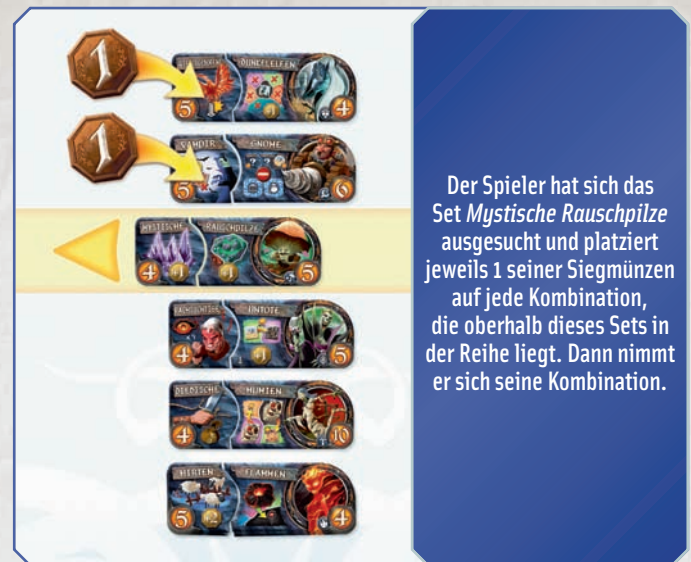 1
DUNKELELFEN
5
4
1
VAMPIR
GNOME
5
6
MYSTISCHE
RAUSCHPILZE
4
+1
+1
5
UNTOTE
4
+1
5
DIEBISCHE
MUMIEN
4
10
HIRTEN
FLAMMEN
5
+2
4
Der Spieler hat sich das
Set Mystische Rauschpilze
ausgesucht und platziert
jeweils 1 seiner Siegmünzen
auf jede Kombination,
die oberhalb dieses Sets in
der Reihe liegt. Dann nimmt
er sich seine Kombination.